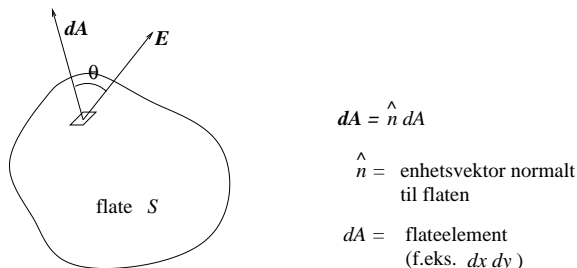 dA
E
θ
flate S
dA = n̂ dA
n̂ = enhetsvektor normalt
til flaten
dA = flateelement
(f.eks. dx dy )